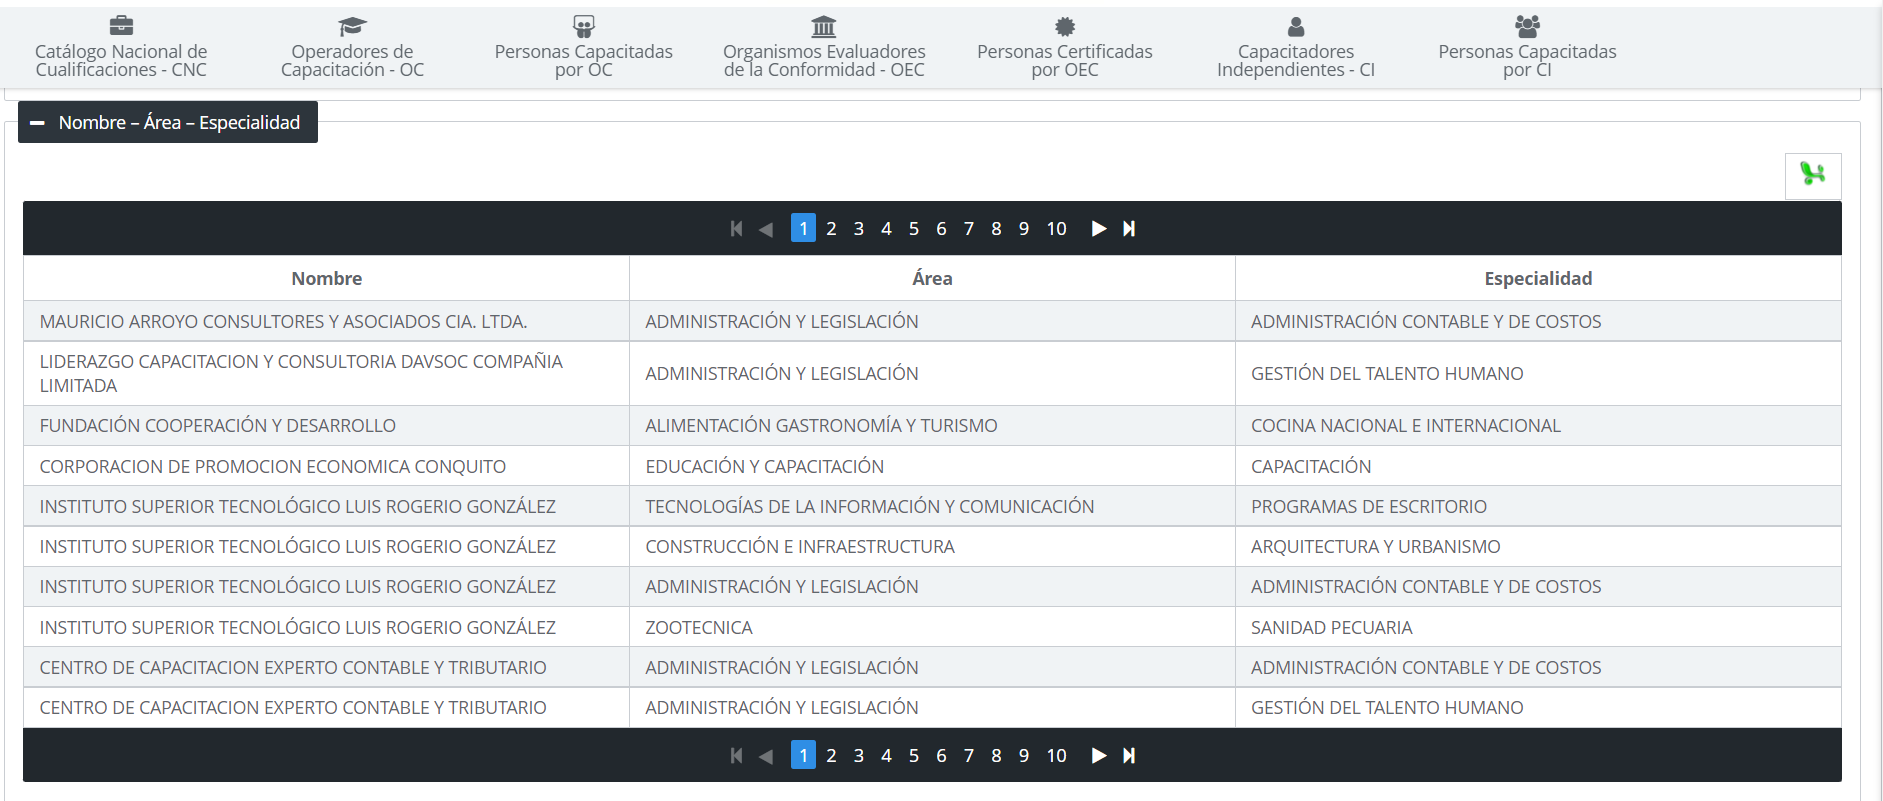 Catálogo Nacional de
Cualificaciones - CNC
Operadores de
Capacitación - OC
Personas Capacitadas
por OC
Organismos Evaluadores
de la Conformidad - OEC
Personas Certificadas
por OEC
Capacitadores
Independientes - CI
Personas Capacitadas
por CI
Nombre – Área – Especialidad
1 2 3 4 5 6 7 8 9 10
Nombre Área Especialidad
MAURICIO ARROYO CONSULTORES Y ASOCIADOS CIA. LTDA. ADMINISTRACIÓN Y LEGISLACIÓN ADMINISTRACIÓN CONTABLE Y DE COSTOS
LIDERAZGO CAPACITACION Y CONSULTORIA DAVSOC COMPAÑIA
LIMITADA
ADMINISTRACIÓN Y LEGISLACIÓN GESTIÓN DEL TALENTO HUMANO
FUNDACIÓN COOPERACIÓN Y DESARROLLO ALIMENTACIÓN GASTRONOMÍA Y TURISMO COCINA NACIONAL E INTERNACIONAL
CORPORACION DE PROMOCION ECONOMICA CONQUITO EDUCACIÓN Y CAPACITACIÓN CAPACITACIÓN
INSTITUTO SUPERIOR TECNOLÓGICO LUIS ROGERIO GONZÁLEZ TECNOLOGÍAS DE LA INFORMACIÓN Y COMUNICACIÓN PROGRAMAS DE ESCRITORIO
INSTITUTO SUPERIOR TECNOLÓGICO LUIS ROGERIO GONZÁLEZ CONSTRUCCIÓN E INFRAESTRUCTURA ARQUITECTURA Y URBANISMO
INSTITUTO SUPERIOR TECNOLÓGICO LUIS ROGERIO GONZÁLEZ ADMINISTRACIÓN Y LEGISLACIÓN ADMINISTRACIÓN CONTABLE Y DE COSTOS
INSTITUTO SUPERIOR TECNOLÓGICO LUIS ROGERIO GONZÁLEZ ZOOTECNICA SANIDAD PECUARIA
CENTRO DE CAPACITACION EXPERTO CONTABLE Y TRIBUTARIO ADMINISTRACIÓN Y LEGISLACIÓN ADMINISTRACIÓN CONTABLE Y DE COSTOS
CENTRO DE CAPACITACION EXPERTO CONTABLE Y TRIBUTARIO ADMINISTRACIÓN Y LEGISLACIÓN GESTIÓN DEL TALENTO HUMANO
1 2 3 4 5 6 7 8 9 10